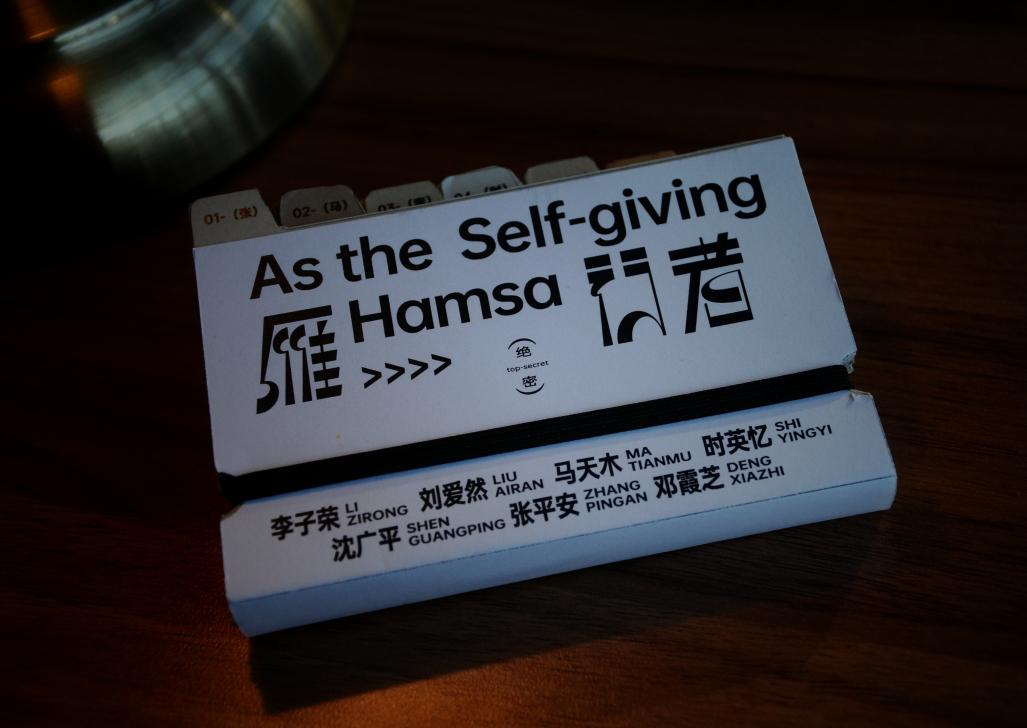 01-（张）
02-（马）
As the Self-giving
雁 Hamsa
>>>>
绝
top-secret
密
李子荣 LI ZIRONG 刘爱然 LIU AIRAN 马天木 MA TIANMU 时英忆 SHI YINGYI
沈广平 SHEN GUANGPING 张平安 ZHANG PINGAN 邓霞芝 DENG XIAZHI